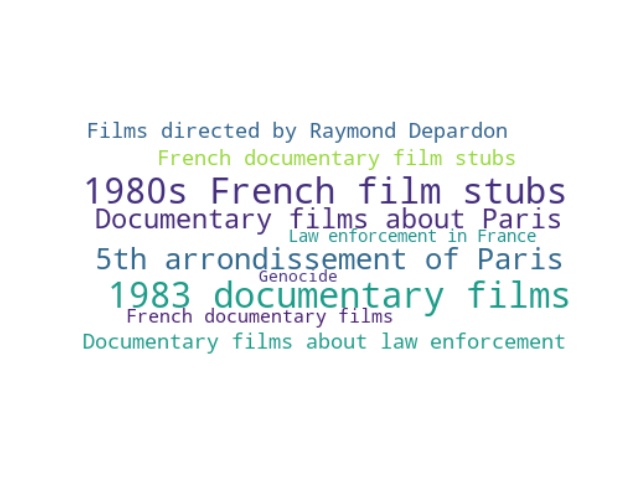 Films directed by Raymond Depardon
French documentary film stubs
1980s French film stubs
Documentary films about Paris
Law enforcement in France
5th arrondissement of Paris
Genocide
1983 documentary films
French documentary films
Documentary films about law enforcement